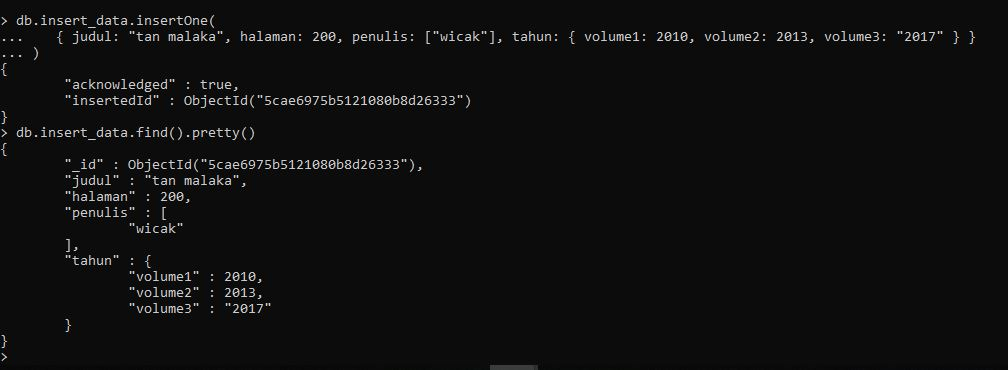 > db.insert_data.insertOne(
...    { judul: "tan malaka", halaman: 200, penulis: ["wicak"], tahun: { volume1: 2010, volume2: 2013, volume3: "2017" } }
... )
{
        "acknowledged" : true,
        "insertedId" : ObjectId("5cae6975b5121080b8d26333")
}
> db.insert_data.find().pretty()
{
        "_id" : ObjectId("5cae6975b5121080b8d26333"),
        "judul" : "tan malaka",
        "halaman" : 200,
        "penulis" : [
                "wicak"
        ],
        "tahun" : {
                "volume1" : 2010,
                "volume2" : 2013,
                "volume3" : "2017"
        }
}
>